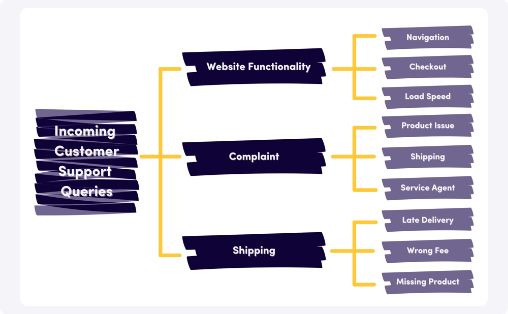 Incoming
Customer
Support
Queries
Website Functionality
Navigation
Checkout
Load Speed
Complaint
Product Issue
Shipping
Service Agent
Shipping
Late Delivery
Wrong Fee
Missing Product